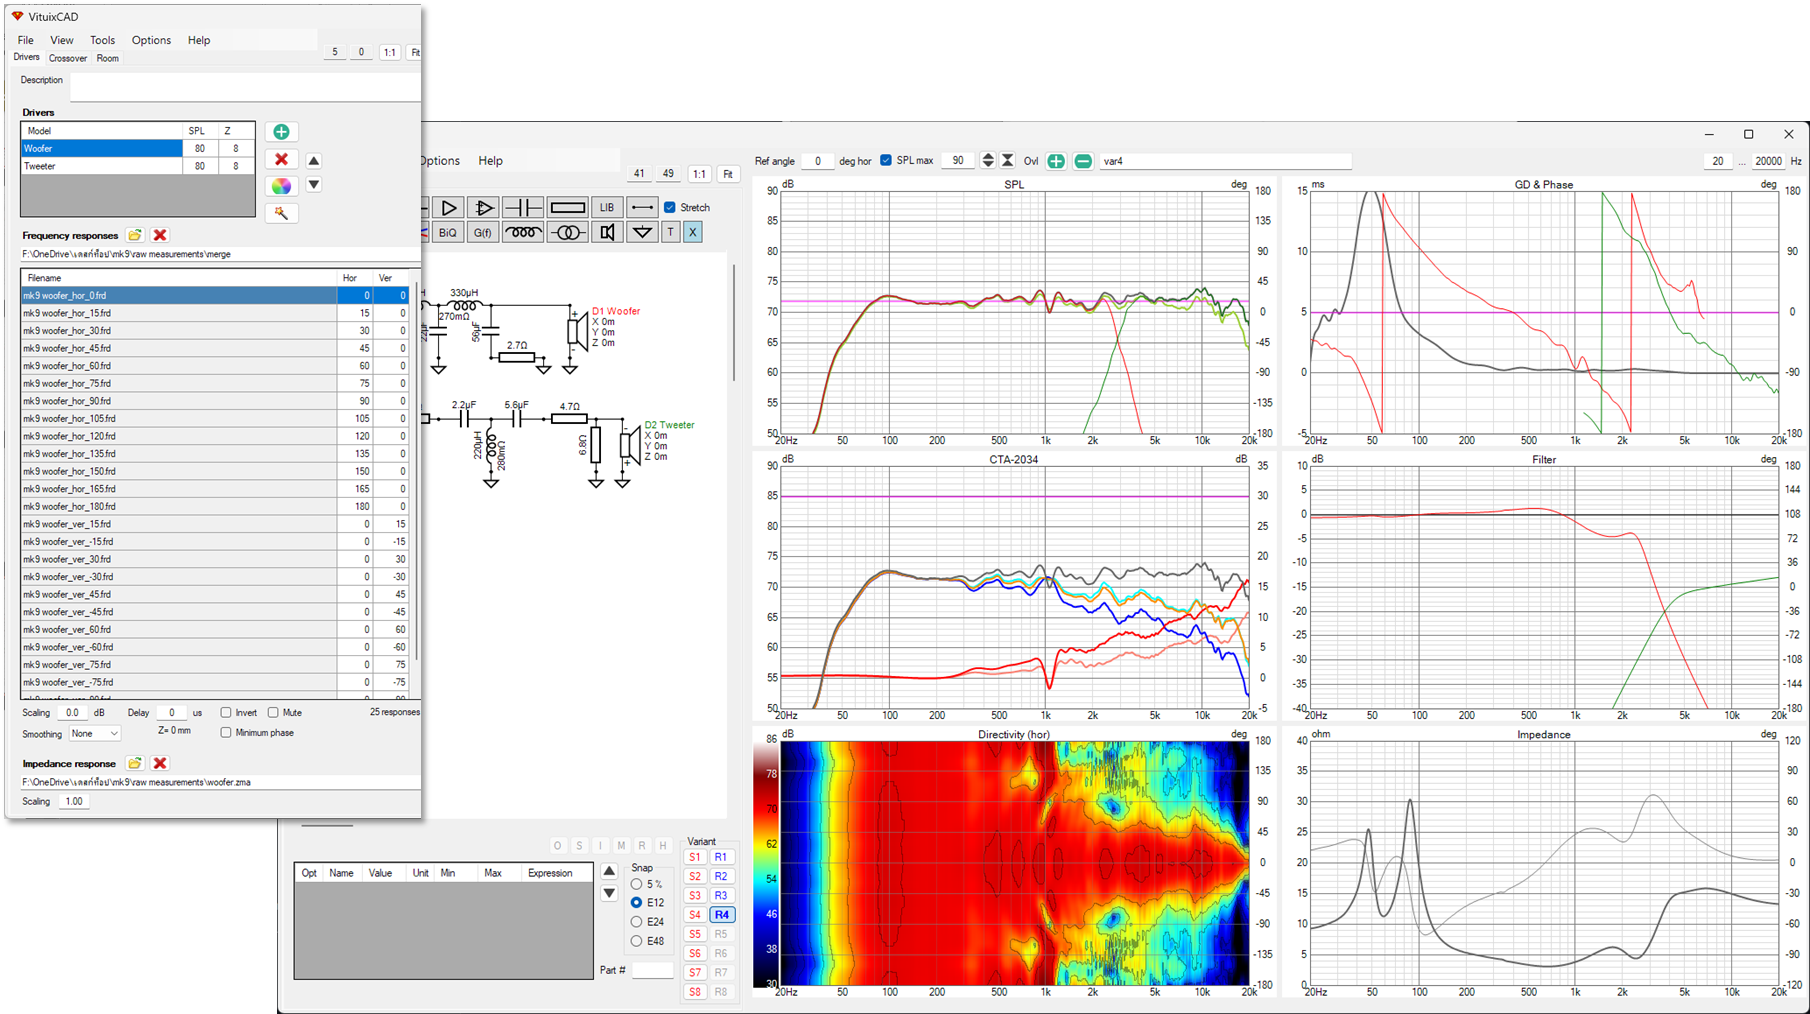 VituixCAD
File View Tools Options Help
5 0 1:1 Fit
Drivers Crossover Room
Description
Drivers
Model SPL Z
Woofer 80 8
Tweeter 80 8
Frequency responses
F:\OneDrive\เดสก์ท็อป\mk9\raw measurements\merge
Filename Hor Ver
mk9 woofer_hor_0.frd 0 0
mk9 woofer_hor_15.frd 15 0
mk9 woofer_hor_30.frd 30 0
mk9 woofer_hor_45.frd 45 0
mk9 woofer_hor_60.frd 60 0
mk9 woofer_hor_75.frd 75 0
mk9 woofer_hor_90.frd 90 0
mk9 woofer_hor_105.frd 105 0
mk9 woofer_hor_120.frd 120 0
mk9 woofer_hor_135.frd 135 0
mk9 woofer_hor_150.frd 150 0
mk9 woofer_hor_165.frd 165 0
mk9 woofer_hor_180.frd 180 0
mk9 woofer_ver_15.frd 0 15
mk9 woofer_ver_-15.frd 0 -15
mk9 woofer_ver_30.frd 0 30
mk9 woofer_ver_-30.frd 0 -30
mk9 woofer_ver_45.frd 0 45
mk9 woofer_ver_-45.frd 0 -45
mk9 woofer_ver_60.frd 0 60
mk9 woofer_ver_-60.frd 0 -60
mk9 woofer_ver_75.frd 0 75
mk9 woofer_ver_-75.frd 0 -75
Scaling 0.0 dB Delay 0 us Invert Mute 25 responses
Smoothing None Z= 0 mm Minimum phase
Impedance response
F:\OneDrive\เดสก์ท็อป\mk9\raw measurements\woofer.zma
Scaling 1.00
Options Help
41 49 1:1 Fit
LIB Stretch
BiQ G(f) T X
330µH
270mΩ
56µF
2.7Ω
D1 Woofer
X 0m
Y 0m
Z 0m
2.2µF 5.6µF 4.7Ω
220µH
280mΩ
6.8Ω
D2 Tweeter
X 0m
Y 0m
Z 0m
O S I M R H
Opt Name Value Unit Min Max Expression
Snap
5 %
E12
E24
E48
Part #
Variant
S1 R1
S2 R2
S3 R3
S4 R4
S5 R5
S6 R6
S7 R7
S8 R8
Ref angle 0 deg hor SPL max 90 Ovl var4 20 ... 20000 Hz
dB SPL deg
90 85 80 75 70 65 60 55 50
180 135 90 45 0 -45 -90 -135 -180
20Hz 50 100 200 500 1k 2k 5k 10k 20k
ms GD & Phase deg
15 10 5 0 -5
180 135 90 45 0 -45 -90 -135 -180
20Hz 50 100 200 500 1k 2k 5k 10k 20k
dB CTA-2034 dB
90 85 80 75 70 65 60 55 50
35 30 25 20 15 10 5 0 -5
20Hz 50 100 200 500 1k 2k 5k 10k 20k
dB Filter deg
10 5 0 -5 -10 -15 -20 -25 -30 -35 -40
180 144 108 72 36 0 -36 -72 -108 -144 -180
20Hz 50 100 200 500 1k 2k 5k 10k 20k
dB Directivity (hor) deg
86 78 70 62 54 46 38 30
180 135 90 45 0 -45 -90 -135 -180
20Hz 50 100 200 500 1k 2k 5k 10k 20k
ohm Impedance deg
40 35 30 25 20 15 10 5 0
120 90 60 30 0 -30 -60 -90 -120
20Hz 50 100 200 500 1k 2k 5k 10k 20k